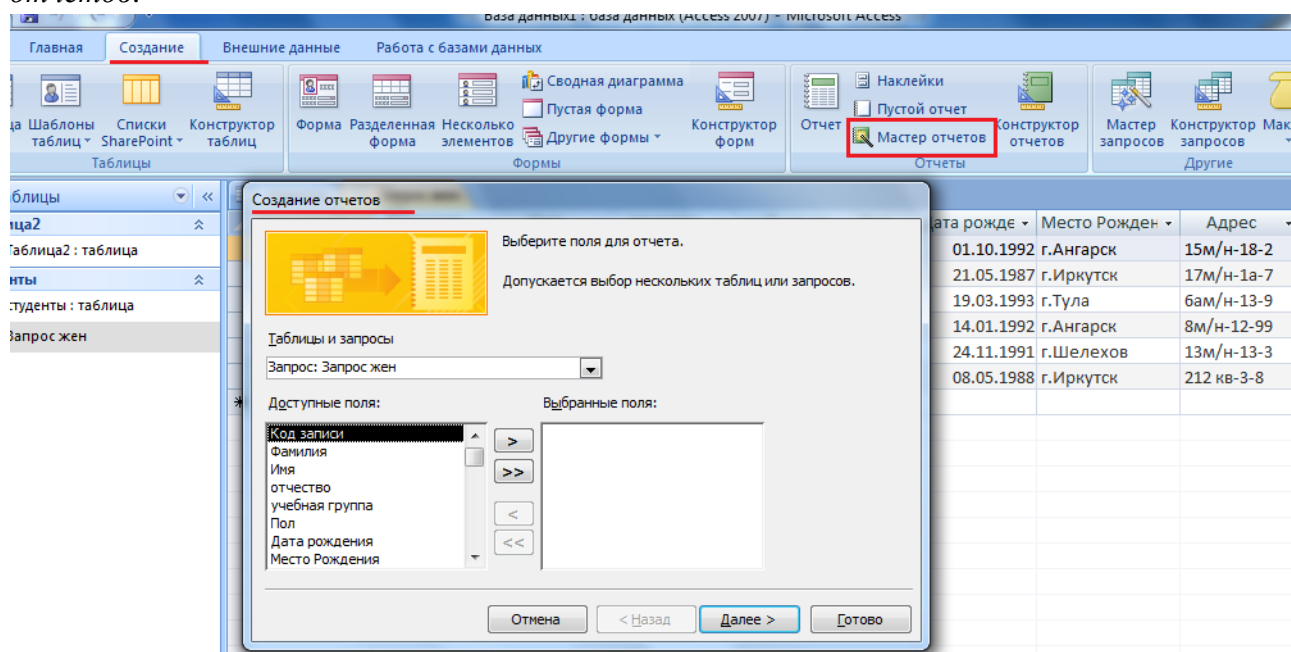 отчетов.
База данных1 : база данных (Access 2007) - Microsoft Access
Главная Создание Внешние данные Работа с базами данных
Шаблоны таблиц
Списки SharePoint
Конструктор таблиц
Таблицы
Форма
Разделенная форма
Несколько элементов
Сводная диаграмма
Пустая форма
Другие формы
Конструктор форм
Формы
Отчет
Наклейки
Пустой отчет
Мастер отчетов
Конструктор отчетов
Отчеты
Мастер запросов
Конструктор запросов
Мак
Другие
блицы «
ица2
Таблица2 : таблица
нты
студенты : таблица
Запрос жен
Создание отчетов
Выберите поля для отчета.
Допускается выбор нескольких таблиц или запросов.
Таблицы и запросы
Запрос: Запрос жен
Доступные поля:
Выбранные поля:
Код записи
Фамилия
Имя
отчество
учебная группа
Пол
Дата рождения
Место Рождения
>
>>
<
<<
Отмена < Назад Далее > Готово
Дата рожде Место Рожден Адрес
01.10.1992 г.Ангарск 15м/н-18-2
21.05.1987 г.Иркутск 17м/н-1а-7
19.03.1993 г.Тула 6ам/н-13-9
14.01.1992 г.Ангарск 8м/н-12-99
24.11.1991 г.Шелехов 13м/н-13-3
08.05.1988 г.Иркутск 212 кв-3-8